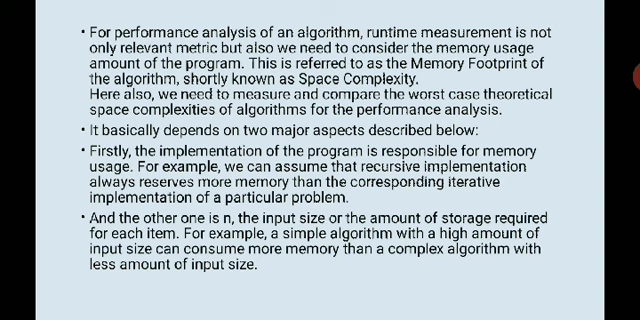 • For performance analysis of an algorithm, runtime measurement is not
only relevant metric but also we need to consider the memory usage
amount of the program. This is referred to as the Memory Footprint of
the algorithm, shortly known as Space Complexity.
Here also, we need to measure and compare the worst case theoretical
space complexities of algorithms for the performance analysis.
• It basically depends on two major aspects described below:
• Firstly, the implementation of the program is responsible for memory
usage. For example, we can assume that recursive implementation
always reserves more memory than the corresponding iterative
implementation of a particular problem.
• And the other one is n, the input size or the amount of storage required
for each item. For example, a simple algorithm with a high amount of
input size can consume more memory than a complex algorithm with
less amount of input size.